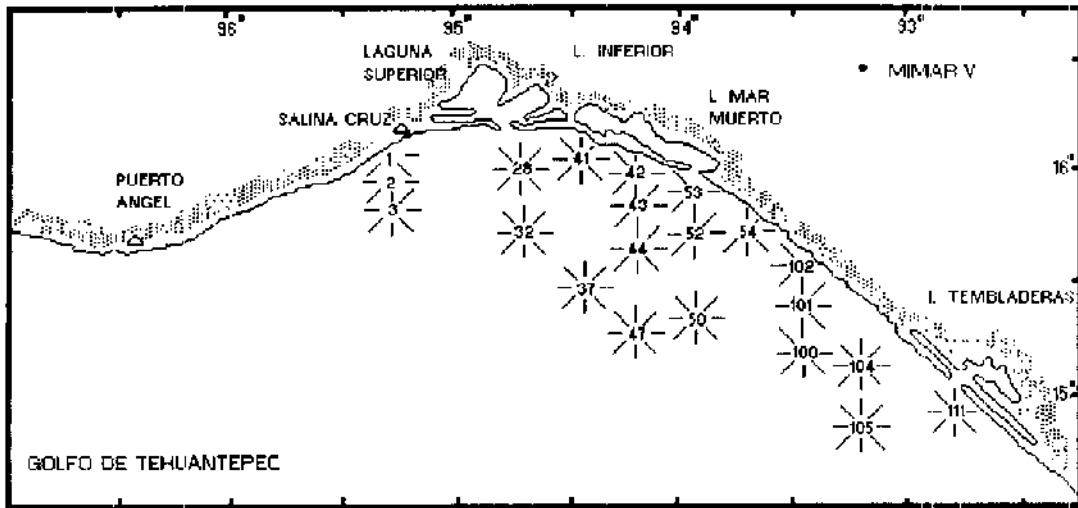 96° 95° 94° 93°
LAGUNA SUPERIOR
L. INFERIOR
• MIMAR V
L. MAR MUERTO
SALINA CRUZ
PUERTO ANGEL
16°
15°
1
2
3
28
32
37
41
42
43
44
47
50
52
53
54
102
101
100
104
105
111
L. TEMBLADERAS
GOLFO DE TEHUANTEPEC